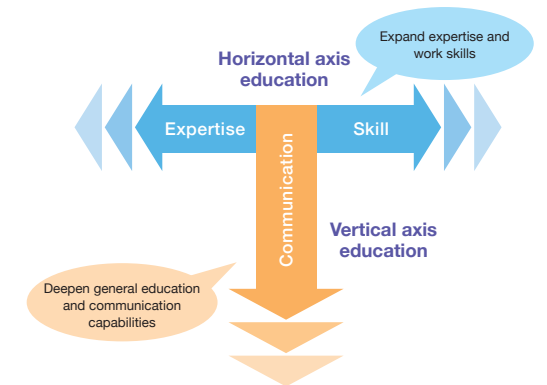 Expand expertise and
work skills
Horizontal axis
education
Expertise
Skill
Communication
Vertical axis
education
Deepen general education
and communication
capabilities